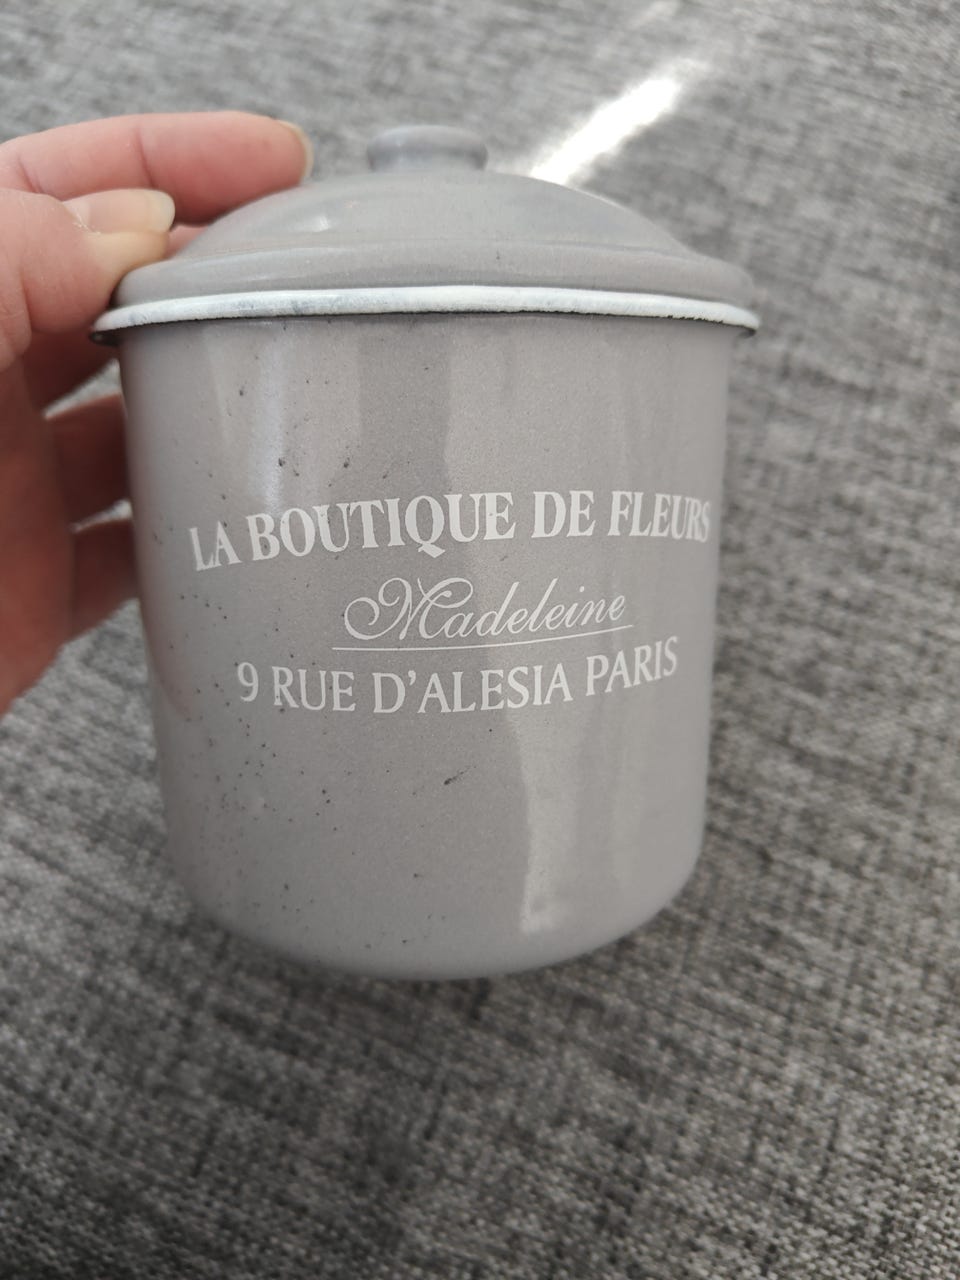 LA BOUTIQUE DE FLEURS
Madeleine
9 RUE D'ALESIA PARIS